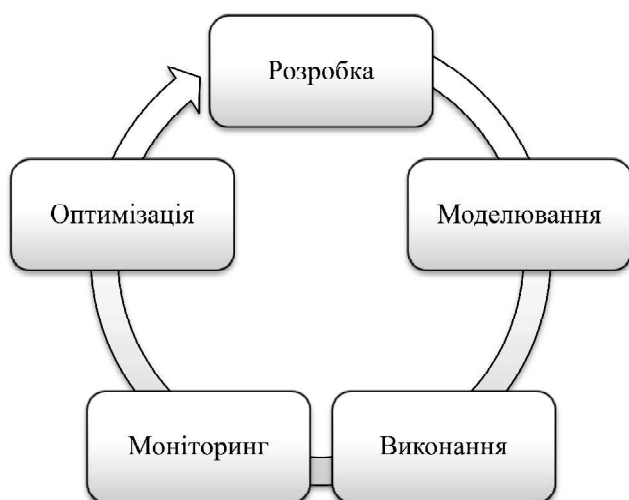 Розробка
Моделювання
Виконання
Моніторинг
Оптимізація